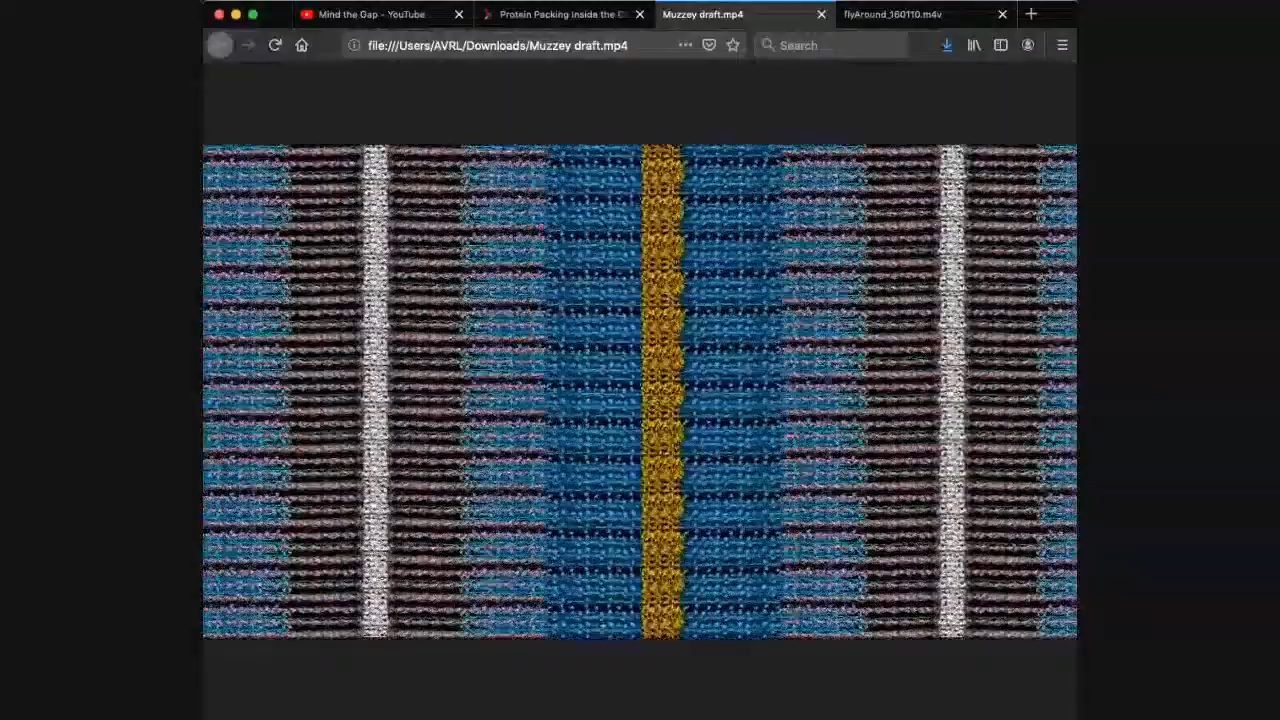 Mind the Gap - YouTube
Protein Packing Inside the C
Muzzey draft.mp4
flyAround_160110.m4v
file:///Users/AVRL/Downloads/Muzzey draft.mp4
Search